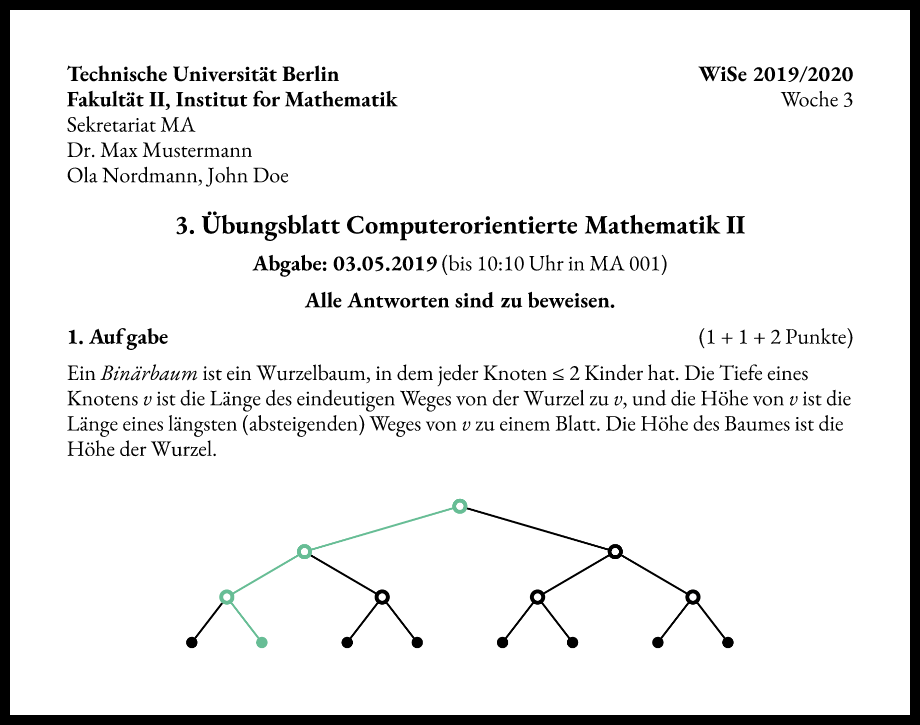 Technische Universität Berlin
WiSe 2019/2020
Fakultät II, Institut for Mathematik
Woche 3
Sekretariat MA
Dr. Max Mustermann
Ola Nordmann, John Doe
3. Übungsblatt Computerorientierte Mathematik II
Abgabe: 03.05.2019 (bis 10:10 Uhr in MA 001)
Alle Antworten sind zu beweisen.
1. Aufgabe
(1 + 1 + 2 Punkte)
Ein Binärbaum ist ein Wurzelbaum, in dem jeder Knoten ≤ 2 Kinder hat. Die Tiefe eines
Knotens v ist die Länge des eindeutigen Weges von der Wurzel zu v, und die Höhe von v ist die
Länge eines längsten (absteigenden) Weges von v zu einem Blatt. Die Höhe des Baumes ist die
Höhe der Wurzel.